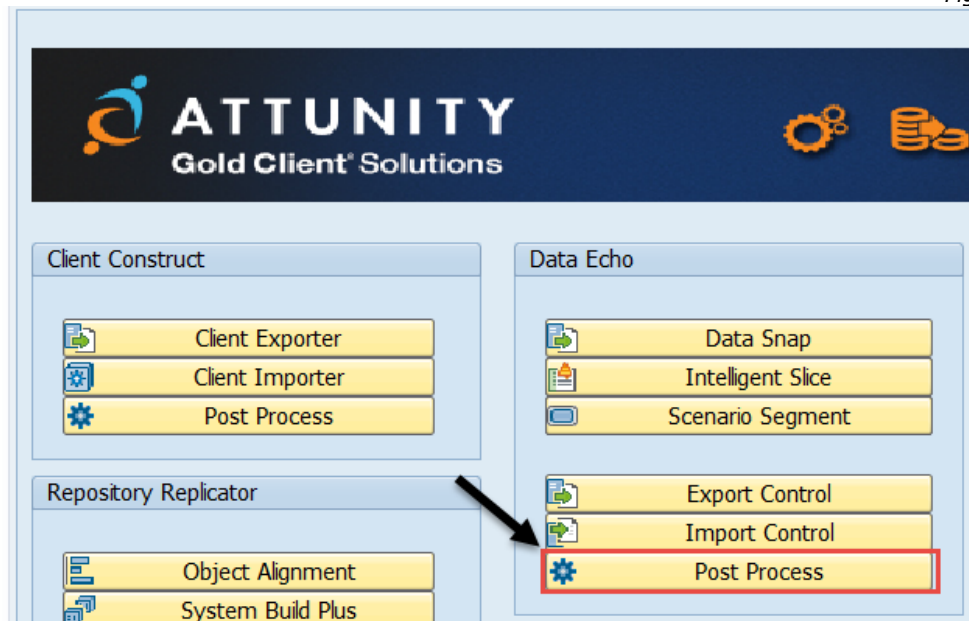 ATTUNITY
Gold Client® Solutions
Client Construct
Client Exporter
Client Importer
Post Process
Repository Replicator
Object Alignment
System Build Plus
Data Echo
Data Snap
Intelligent Slice
Scenario Segment
Export Control
Import Control
Post Process